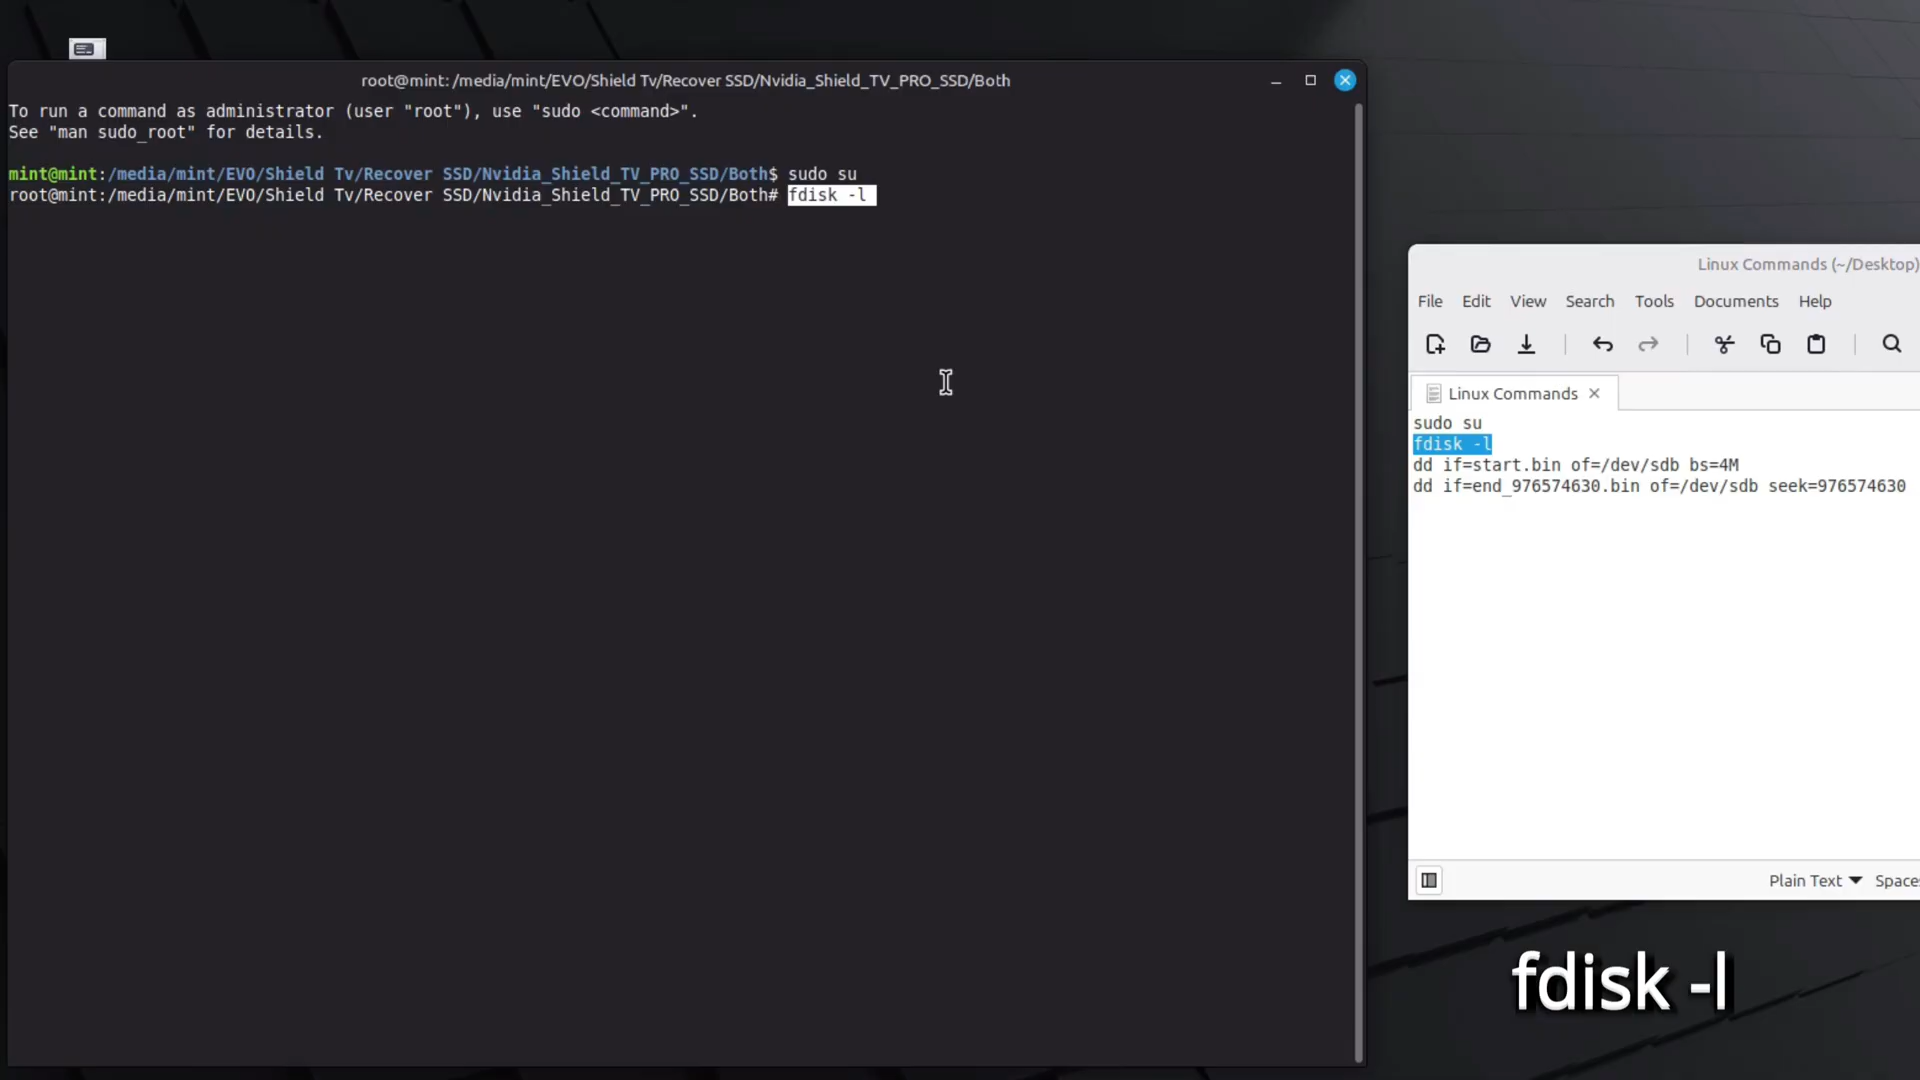 root@mint: /media/mint/EVO/Shield Tv/Recover SSD/Nvidia_Shield_TV_PRO_SSD/Both
To run a command as administrator (user "root"), use "sudo <command>".
See "man sudo_root" for details.
mint@mint:/media/mint/EVO/Shield Tv/Recover SSD/Nvidia_Shield_TV_PRO_SSD/Both$ sudo su
root@mint:/media/mint/EVO/Shield Tv/Recover SSD/Nvidia_Shield_TV_PRO_SSD/Both# fdisk -l
Linux Commands (~/Desktop)
File Edit View Search Tools Documents Help
Linux Commands
sudo su
fdisk -l
dd if=start.bin of=/dev/sdb bs=4M
dd if=end_976574630.bin of=/dev/sdb seek=976574630
Plain Text Spaces
fdisk -l